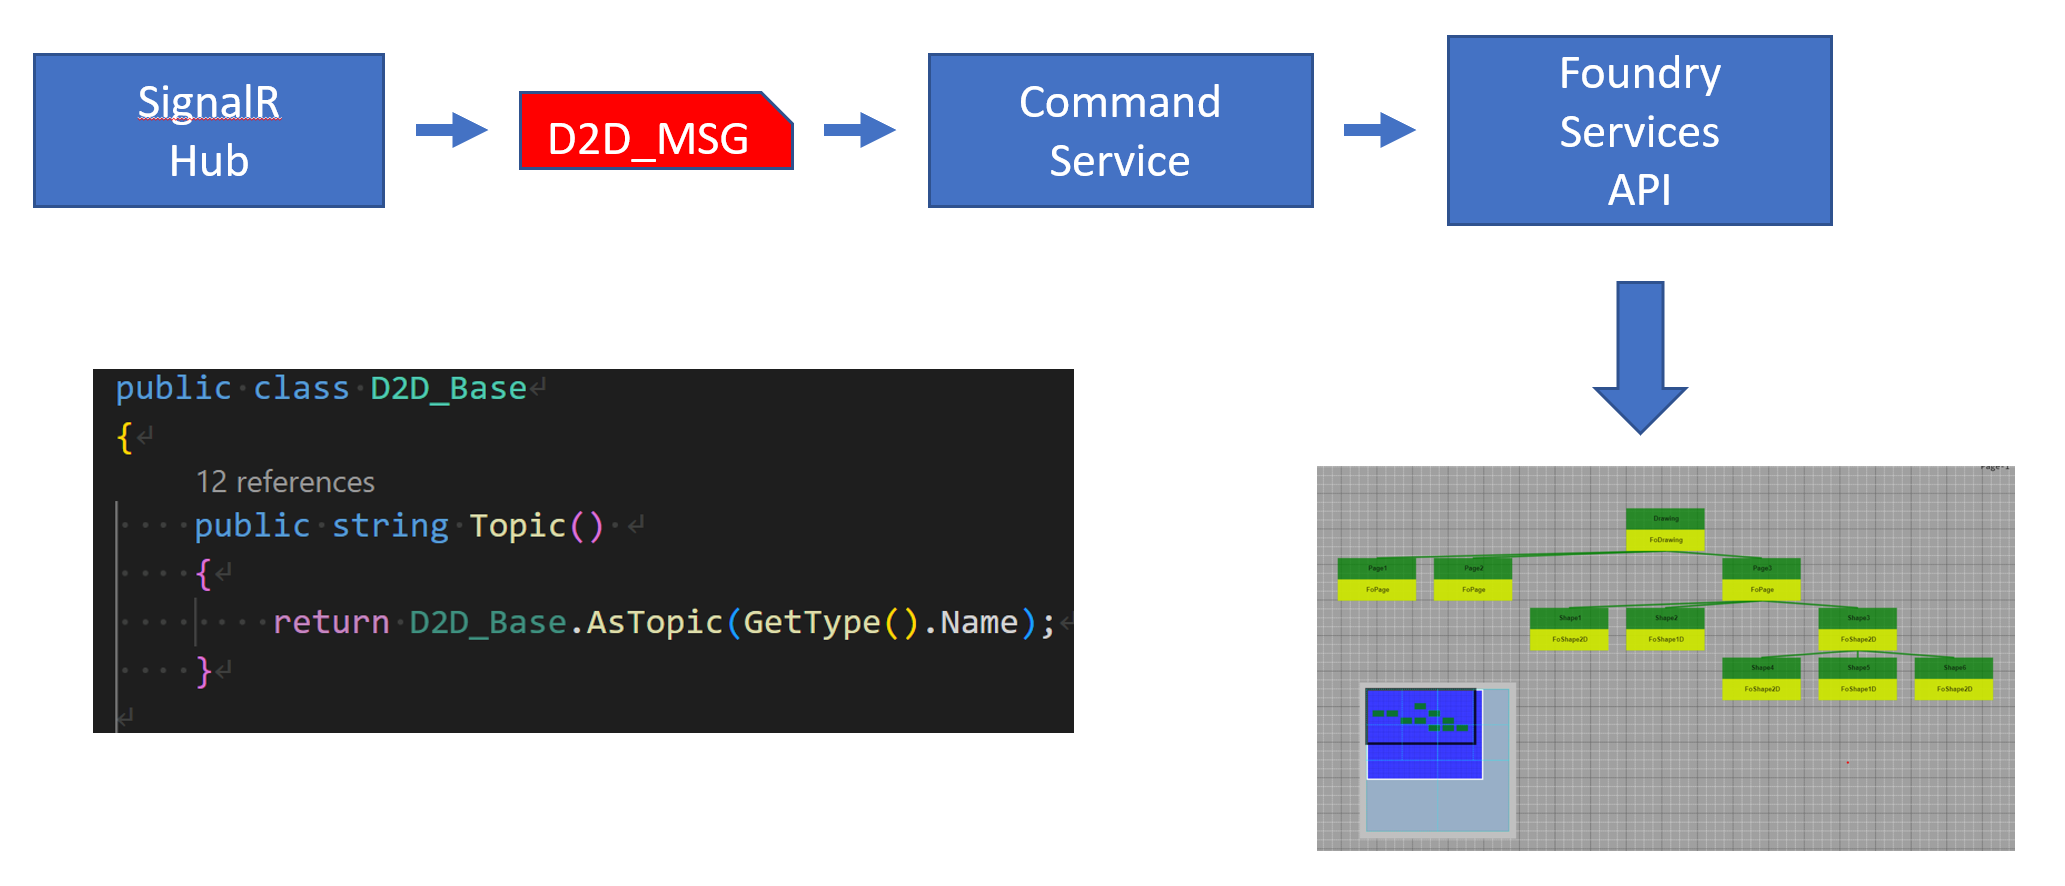 SignalR
Hub
D2D_MSG
Command
Service
Foundry
Services
API
public class D2D_Base
{
12 references
public string Topic()
{
return D2D_Base.AsTopic(GetType().Name);
}
Page-1
Drawing
FoDrawing
Page1
FoPage
Page2
FoPage
Page3
FoPage
Shape1
FoShape2D
Shape2
FoShape1D
Shape3
FoShape2D
Shape4
FoShape2D
Shape5
FoShape1D
Shape6
FoShape2D